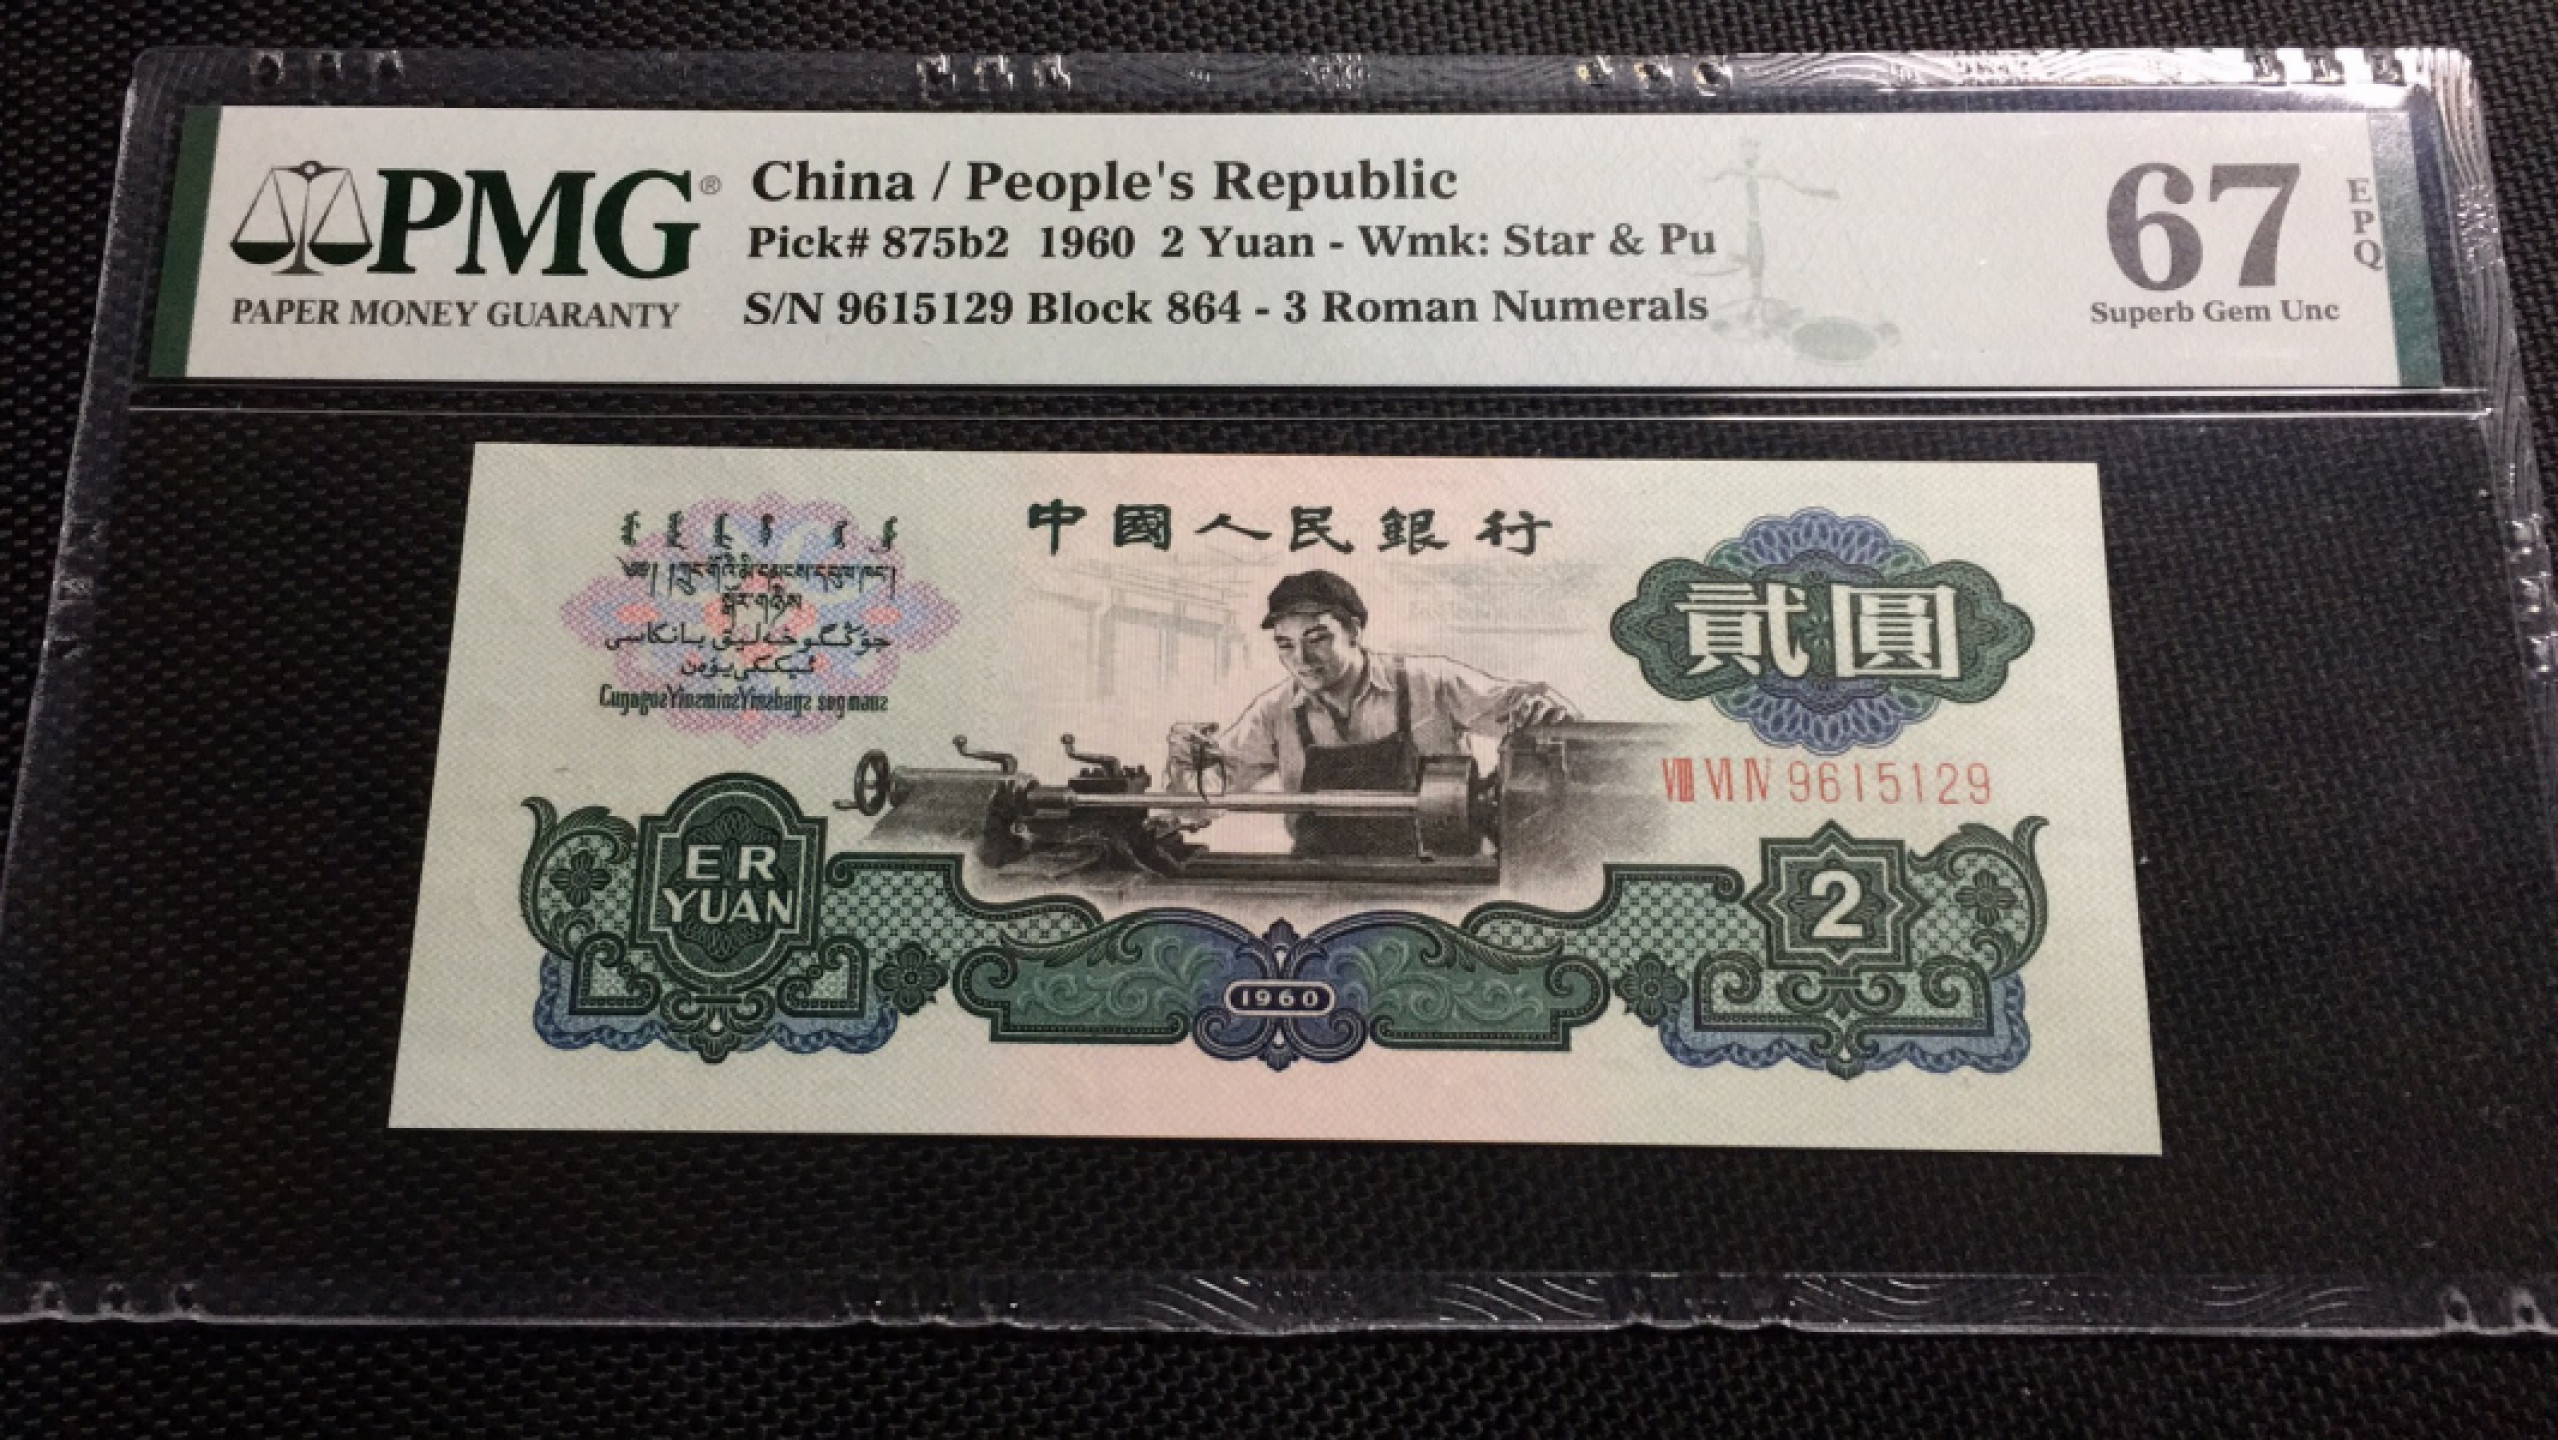 PMG®
PAPER MONEY GUARANTY
China / People's Republic
Pick# 875b2 1960 2 Yuan - Wmk: Star & Pu
S/N 9615129 Block 864 - 3 Roman Numerals
67
EPQ
Superb Gem Unc
中國人民銀行
貳圓
VIII VI IV 9615129
ER
YUAN
1960
2